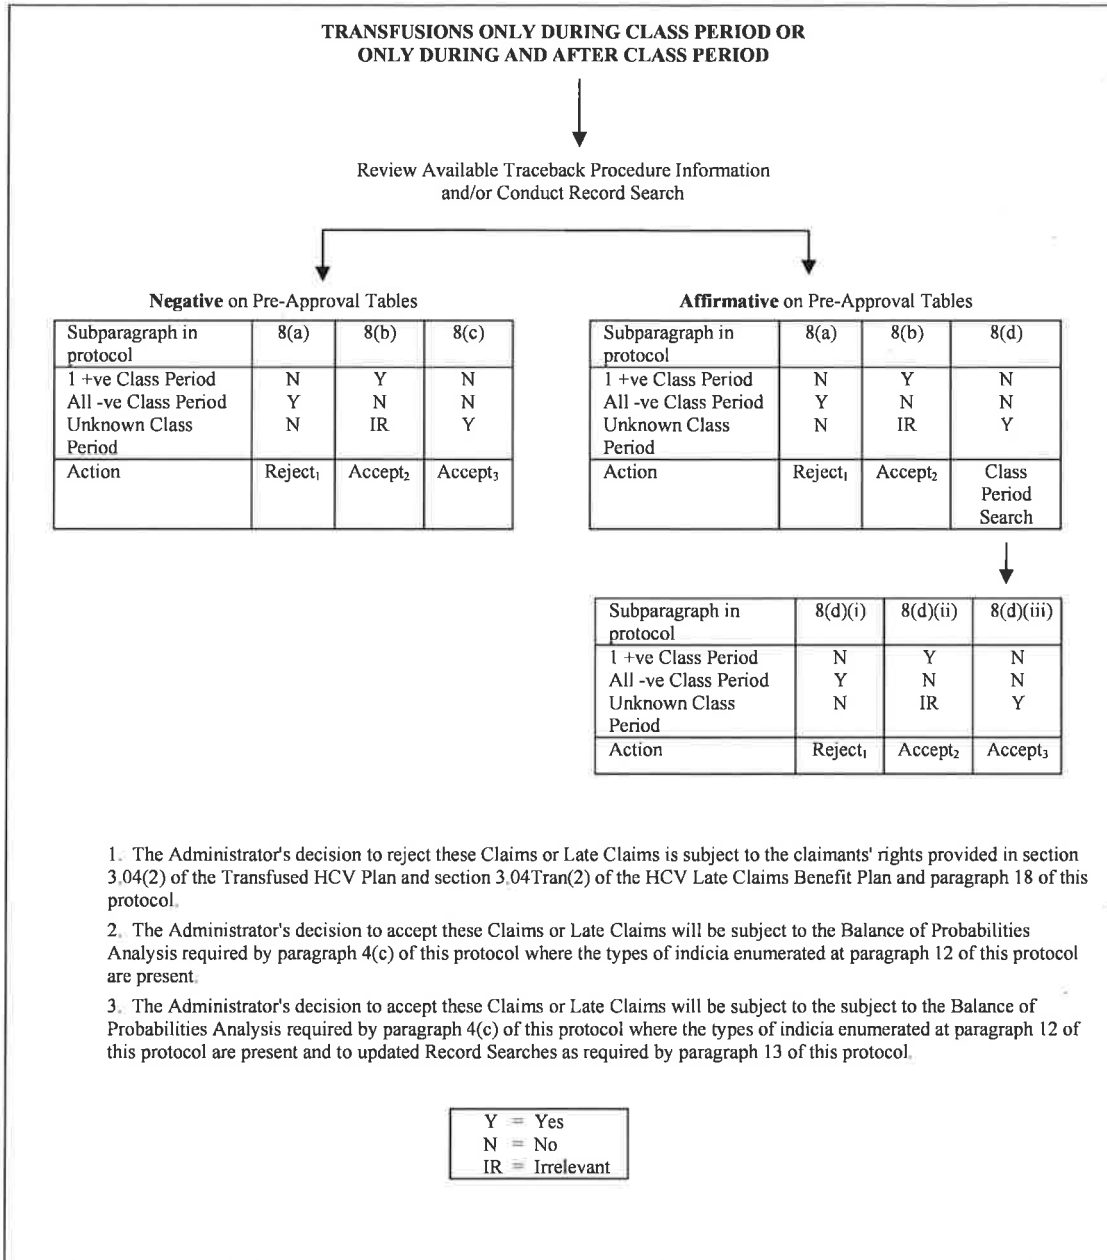 TRANSFUSIONS ONLY DURING CLASS PERIOD OR
ONLY DURING AND AFTER CLASS PERIOD
Review Available Traceback Procedure Information
and/or Conduct Record Search
Negative on Pre-Approval Tables
Subparagraph in protocol 8(a) 8(b) 8(c)
1 +ve Class Period N Y N
All -ve Class Period Y N N
Unknown Class Period N IR Y
Action Reject₁ Accept₂ Accept₃
Affirmative on Pre-Approval Tables
Subparagraph in protocol 8(a) 8(b) 8(d)
1 +ve Class Period N Y N
All -ve Class Period Y N N
Unknown Class Period N IR Y
Action Reject₁ Accept₂ Class Period Search
Subparagraph in protocol 8(d)(i) 8(d)(ii) 8(d)(iii)
1 +ve Class Period N Y N
All -ve Class Period Y N N
Unknown Class Period N IR Y
Action Reject₁ Accept₂ Accept₃
1. The Administrator's decision to reject these Claims or Late Claims is subject to the claimants' rights provided in section
3.04(2) of the Transfused HCV Plan and section 3.04Tran(2) of the HCV Late Claims Benefit Plan and paragraph 18 of this
protocol.
2. The Administrator's decision to accept these Claims or Late Claims will be subject to the Balance of Probabilities
Analysis required by paragraph 4(c) of this protocol where the types of indicia enumerated at paragraph 12 of this protocol
are present.
3. The Administrator's decision to accept these Claims or Late Claims will be subject to the subject to the Balance of
Probabilities Analysis required by paragraph 4(c) of this protocol where the types of indicia enumerated at paragraph 12 of
this protocol are present and to updated Record Searches as required by paragraph 13 of this protocol.
Y = Yes
N = No
IR = Irrelevant